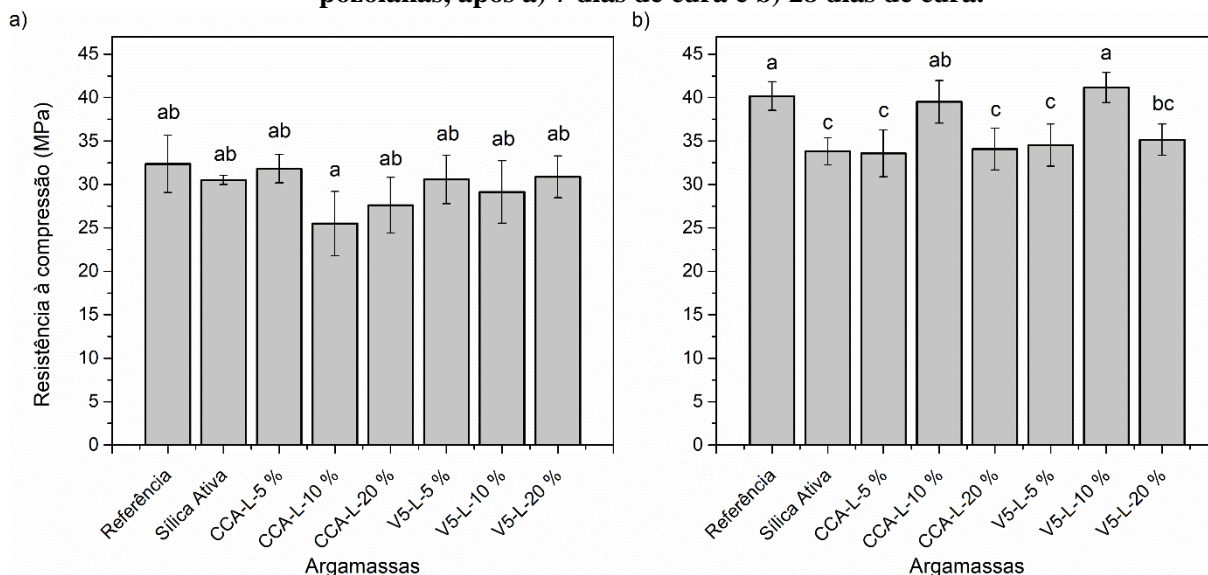 pozolanas, após a) 7 dias de cura e b) 28 dias de cura.
a)
Resistência à compressão (MPa)
45
40
35
30
25
20
15
10
5
0
ab
ab
ab
a
ab
ab
ab
ab
Referência
Sílica Ativa
CCA-L-5 %
CCA-L-10 %
CCA-L-20 %
V5-L-5 %
V5-L-10 %
V5-L-20 %
Argamassas
b)
45
40
35
30
25
20
15
10
5
0
a
c
c
ab
c
c
a
bc
Referência
Sílica Ativa
CCA-L-5 %
CCA-L-10 %
CCA-L-20 %
V5-L-5 %
V5-L-10 %
V5-L-20 %
Argamassas